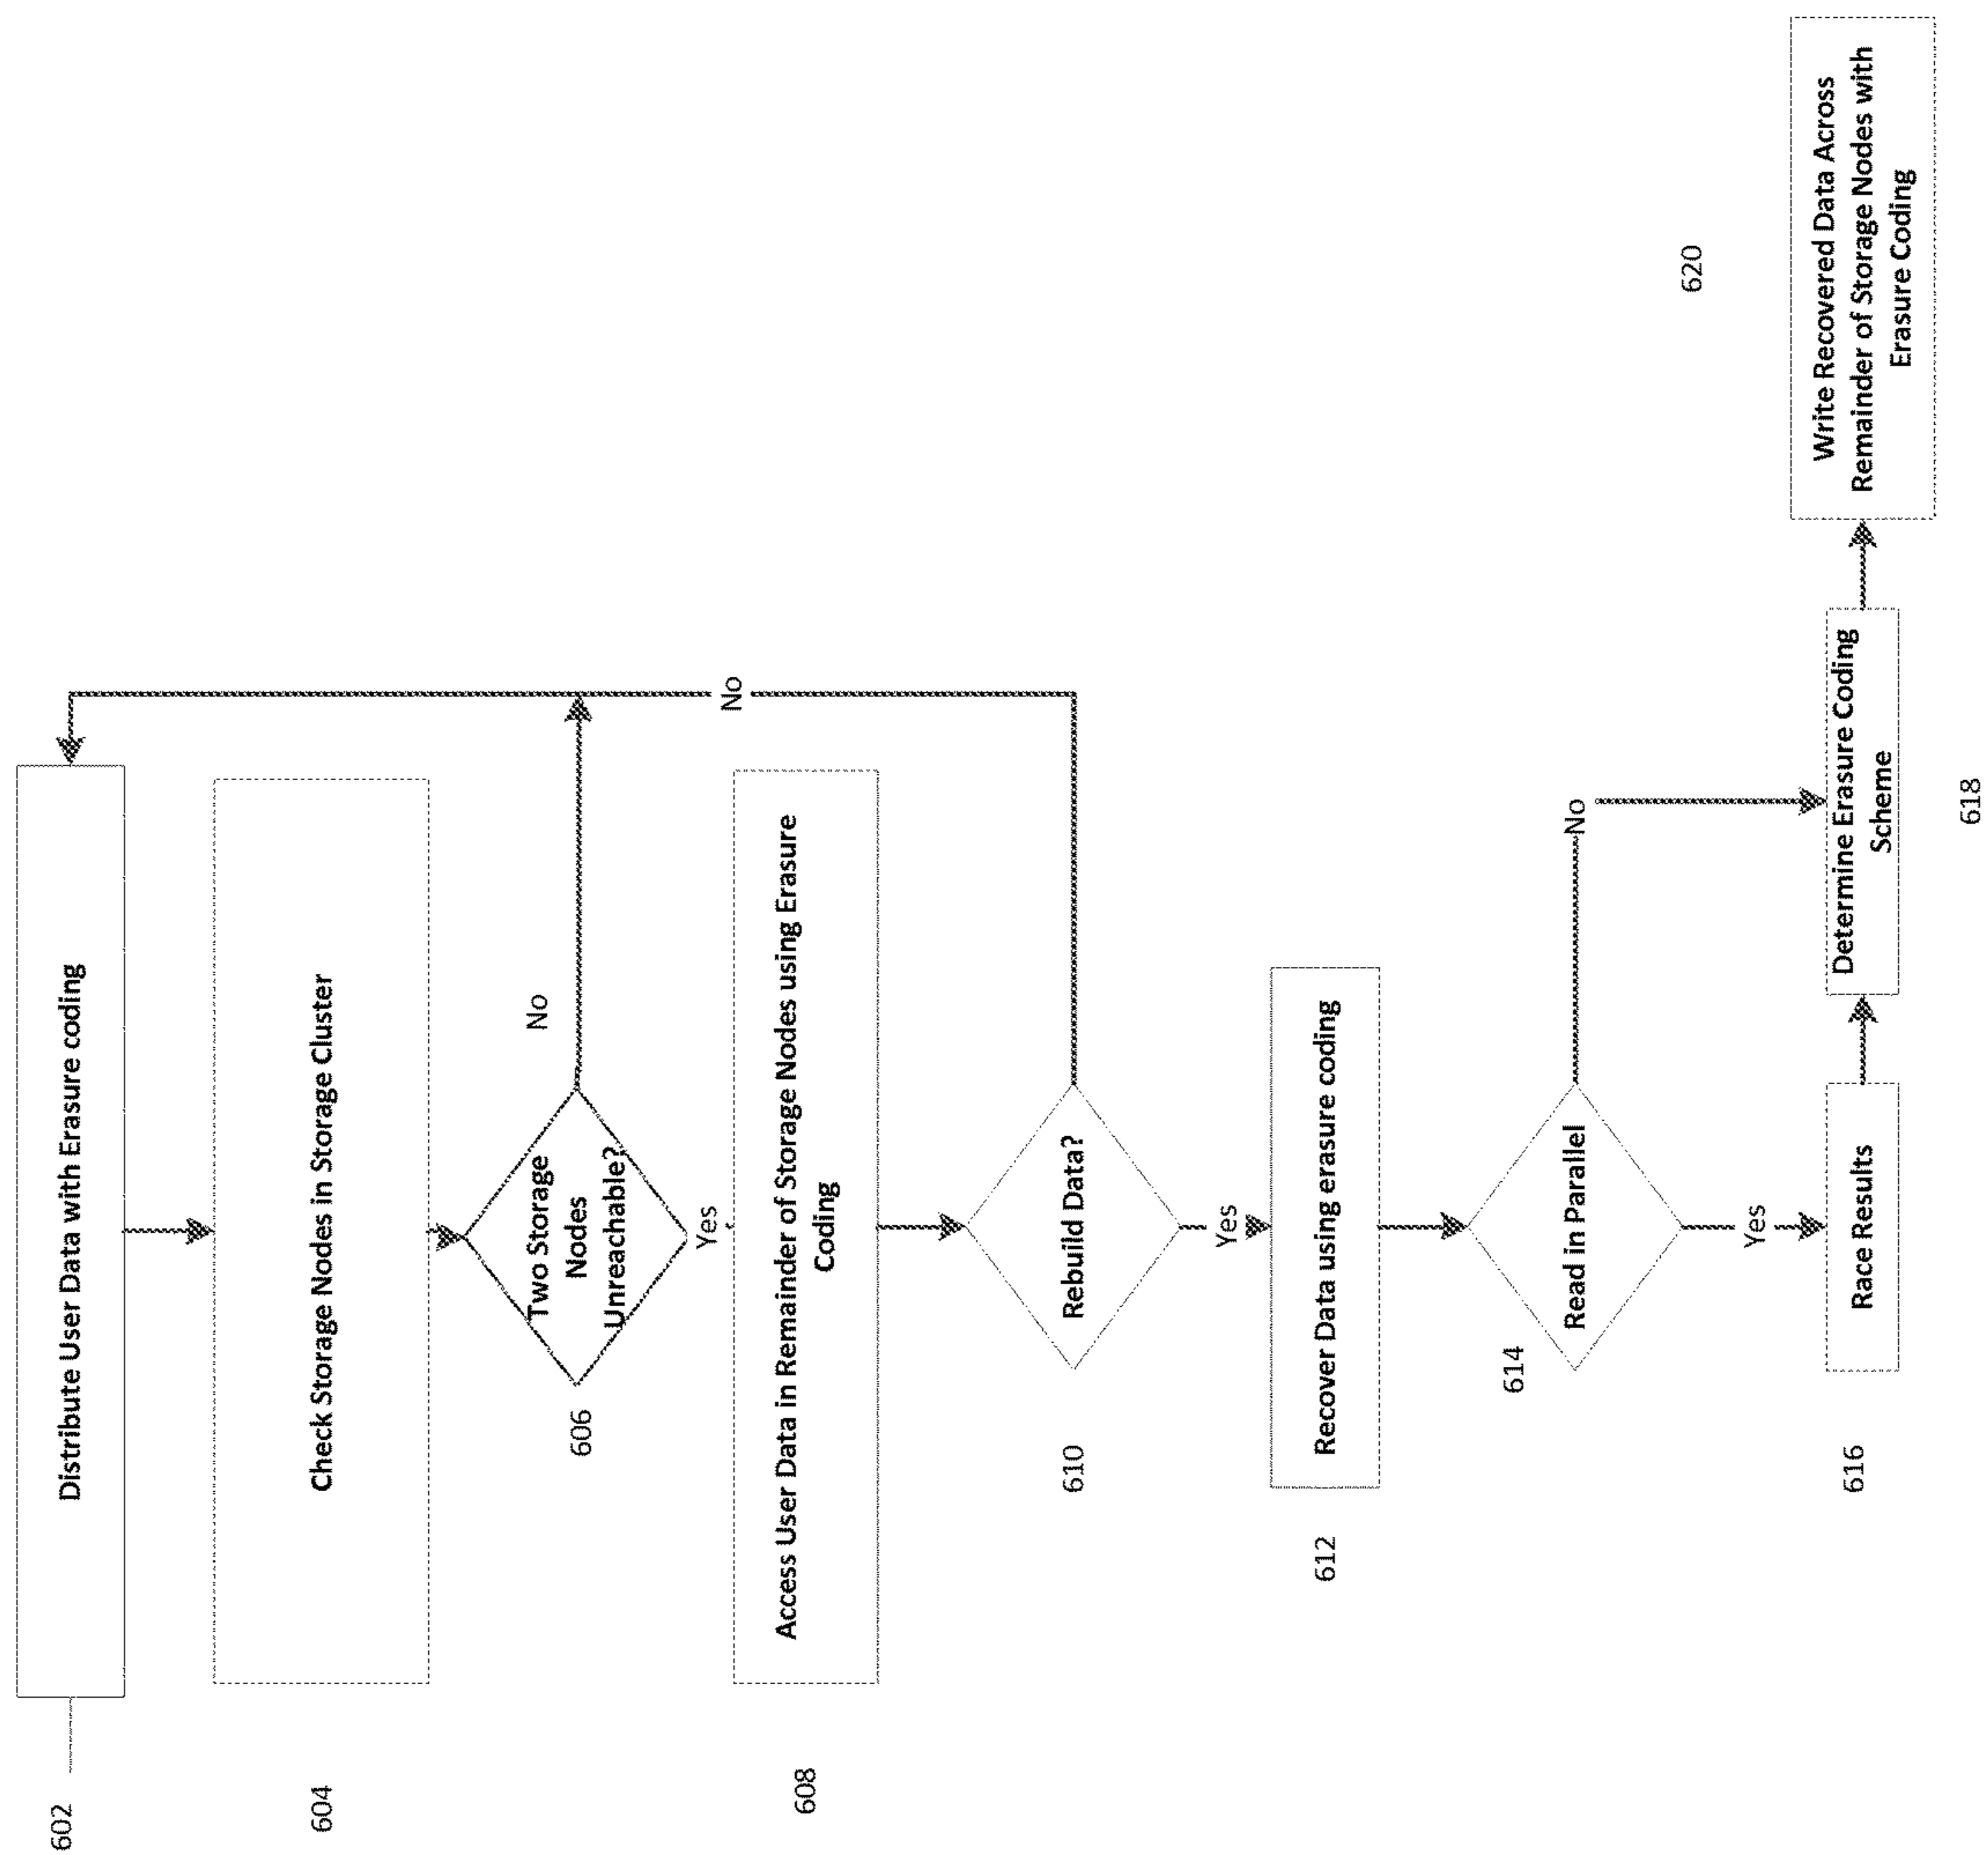 602
Distribute User Data with Erasure coding
604
Check Storage Nodes in Storage Cluster
606
Two Storage
Nodes
Unreachable?
No
Yes
608
Access User Data in Remainder of Storage Nodes using Erasure
Coding
610
Rebuild Data?
No
Yes
612
Recover Data using erasure coding
614
Read in Parallel
No
Yes
616
Race Results
Determine Erasure Coding
Scheme
618
620
Write Recovered Data Across
Remainder of Storage Nodes with
Erasure Coding